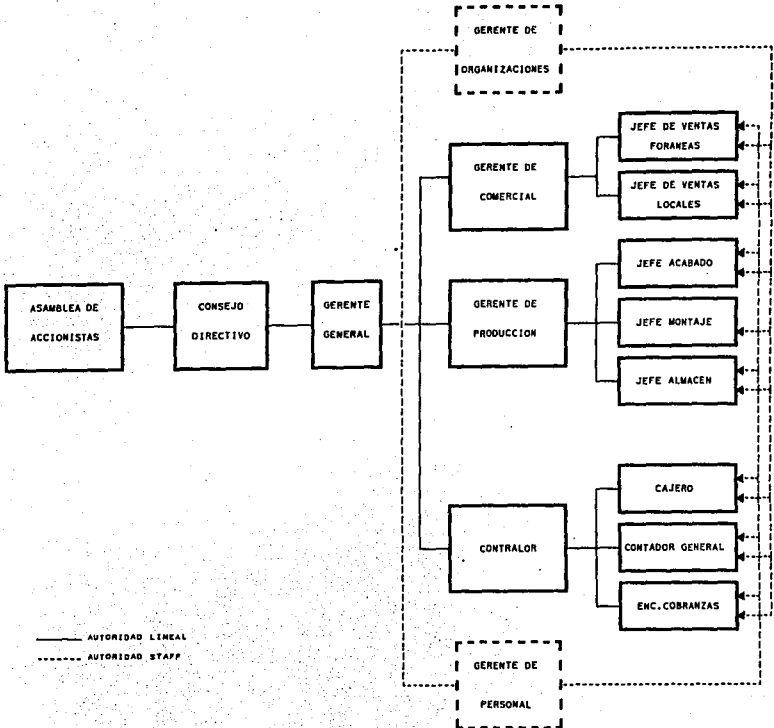 GERENTE DE
ORGANIZACIONES
JEFE DE VENTAS
FORANEAS
GERENTE DE
COMERCIAL
JEFE DE VENTAS
LOCALES
JEFE ACABADO
ASAMBLEA DE
ACCIONISTAS
CONSEJO
DIRECTIVO
GERENTE
GENERAL
GERENTE DE
PRODUCCION
JEFE MONTAJE
JEFE ALMACEN
CAJERO
CONTRALOR
CONTADOR GENERAL
ENC.COBRANZAS
AUTORIDAD LINEAL
AUTORIDAD STAFF
GERENTE DE
PERSONAL